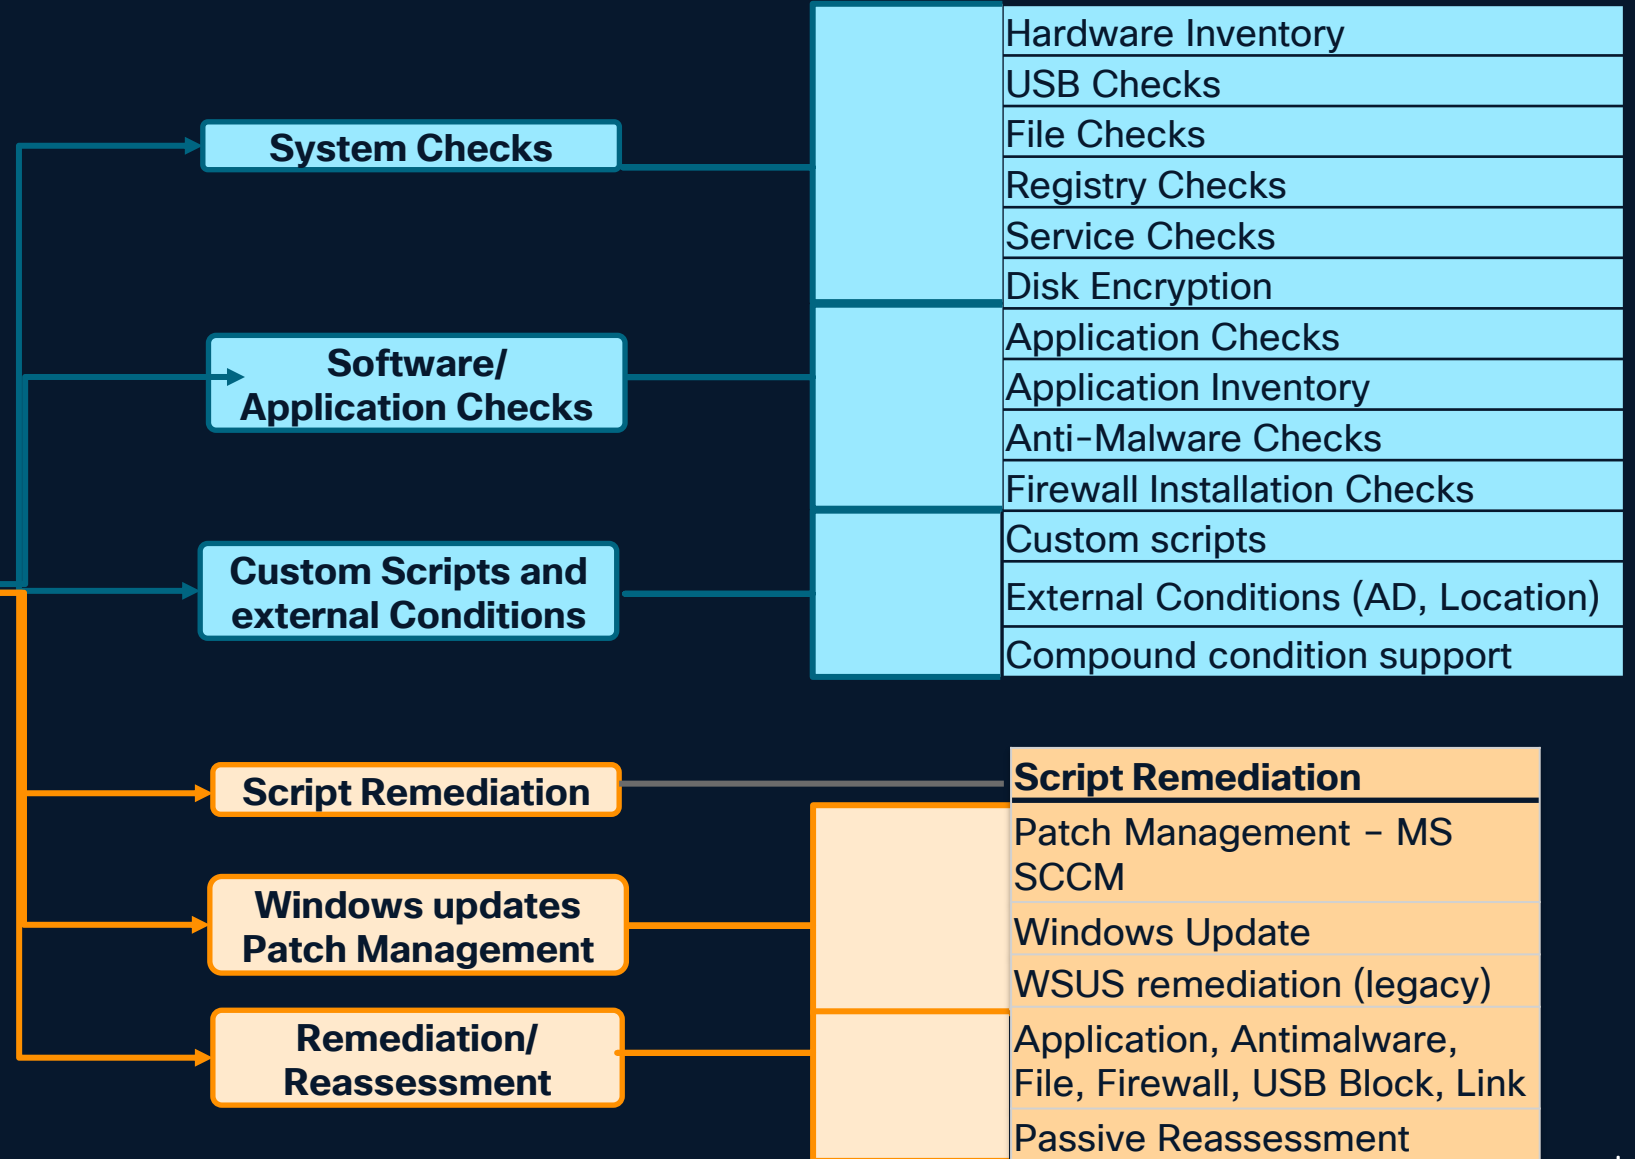 System Checks
Hardware Inventory
USB Checks
File Checks
Registry Checks
Service Checks
Disk Encryption
Software/
Application Checks
Application Checks
Application Inventory
Anti-Malware Checks
Firewall Installation Checks
Custom Scripts and
external Conditions
Custom scripts
External Conditions (AD, Location)
Compound condition support
Script Remediation
Script Remediation
Windows updates
Patch Management
Patch Management – MS
SCCM
Windows Update
WSUS remediation (legacy)
Remediation/
Reassessment
Application, Antimalware,
File, Firewall, USB Block, Link
Passive Reassessment